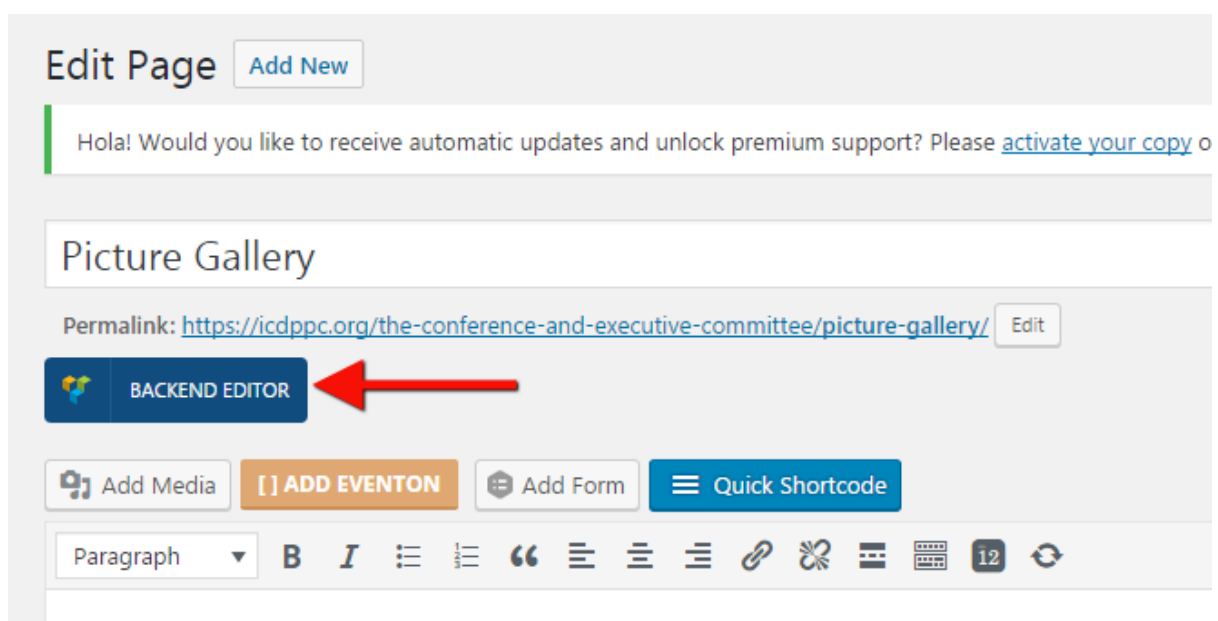 Edit Page Add New
Hola! Would you like to receive automatic updates and unlock premium support? Please activate your copy o
Picture Gallery
Permalink: https://icdppc.org/the-conference-and-executive-committee/picture-gallery/ Edit
BACKEND EDITOR
Add Media [ ] ADD EVENTON Add Form Quick Shortcode
Paragraph B I 12